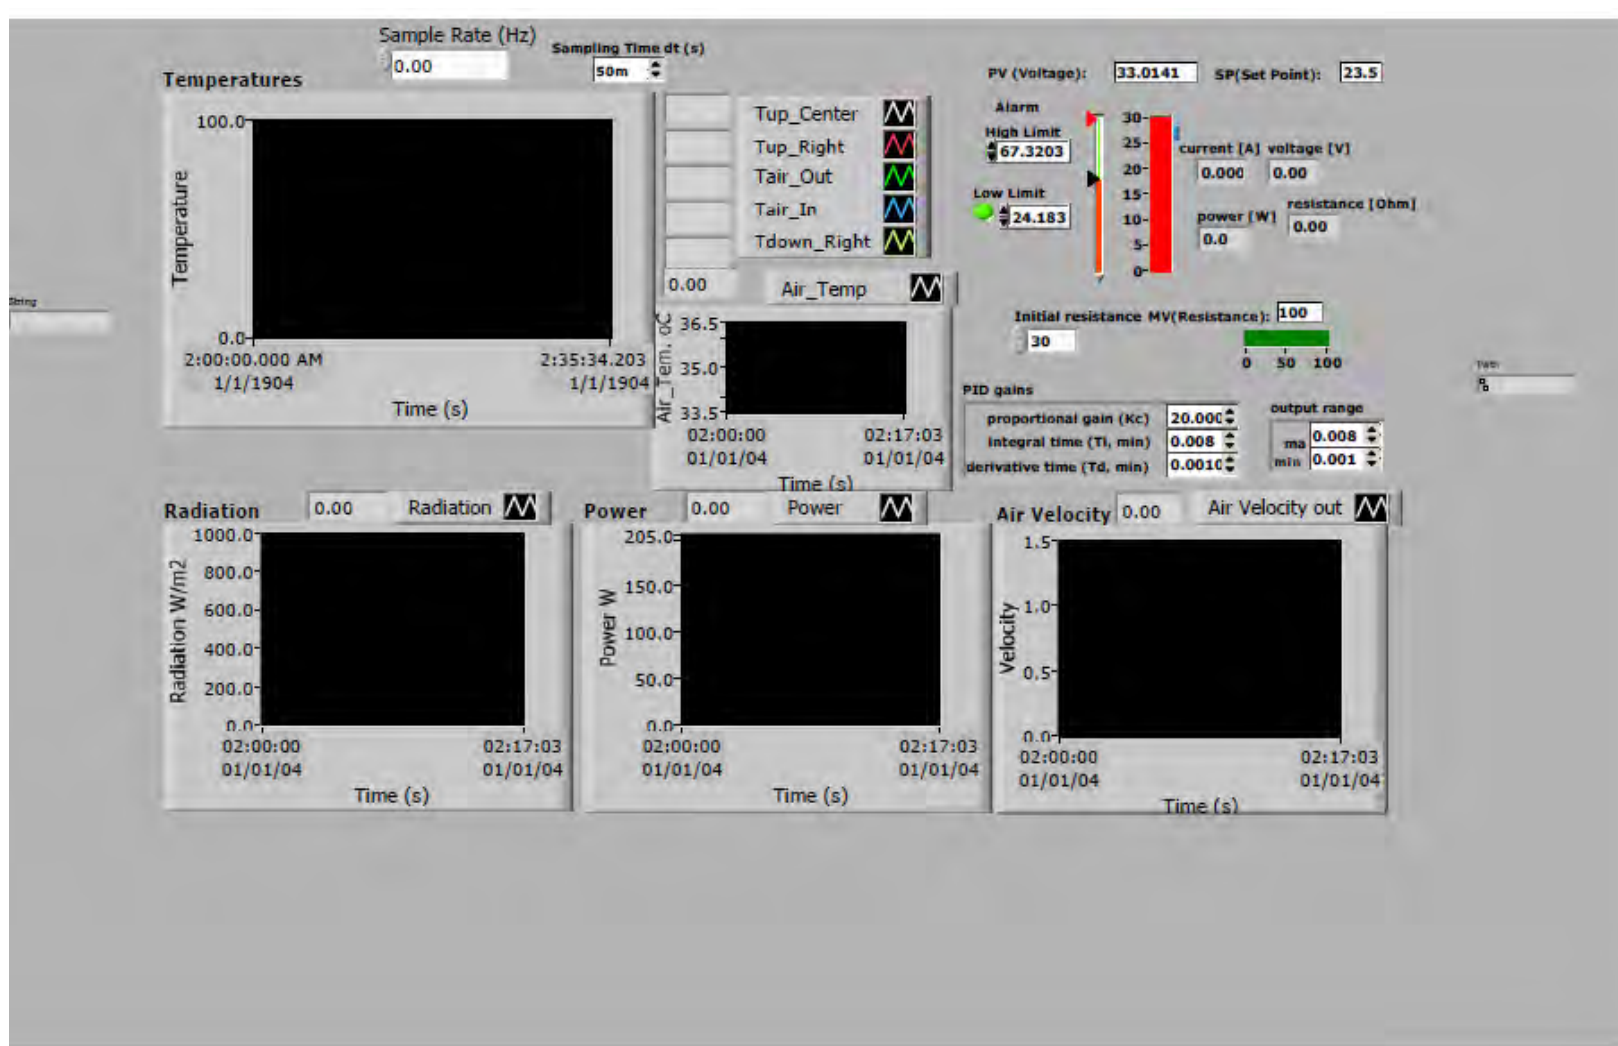 Sample Rate (Hz)
0.00
Sampling Time dt (s)
50m
Temperatures
100.0
0.0
Temperature
2:00:00.000 AM
1/1/1904
2:35:34.203
1/1/1904
Time (s)
Tup_Center
Tup_Right
Tair_Out
Tair_In
Tdown_Right
0.00
Air_Temp
36.5
35.0
33.5
Air_Tem, oC
02:00:00
01/01/04
02:17:03
01/01/04
Time (s)
PV (Voltage):
33.0141
SP(Set Point):
23.5
Alarm
High Limit
67.3203
Low Limit
24.183
30
25
20
15
10
5
0
current [A]
0.000
voltage [V]
0.00
power [W]
0.0
resistance [Ohm]
0.00
Initial resistance
30
MV(Resistance):
100
0 50 100
PID gains
proportional gain (Kc)
20.000
integral time (Ti, min)
0.008
derivative time (Td, min)
0.0010
output range
ma
0.008
min
0.001
String
%
Radiation
0.00
Radiation
1000.0
800.0
600.0
400.0
200.0
0.0
Radiation W/m2
02:00:00
01/01/04
02:17:03
01/01/04
Time (s)
Power
0.00
Power
205.0
150.0
100.0
50.0
0.0
Power W
02:00:00
01/01/04
02:17:03
01/01/04
Time (s)
Air Velocity
0.00
Air Velocity out
1.5
1.0
0.5
0.0
Velocity
02:00:00
01/01/04
02:17:03
01/01/04
Time (s)